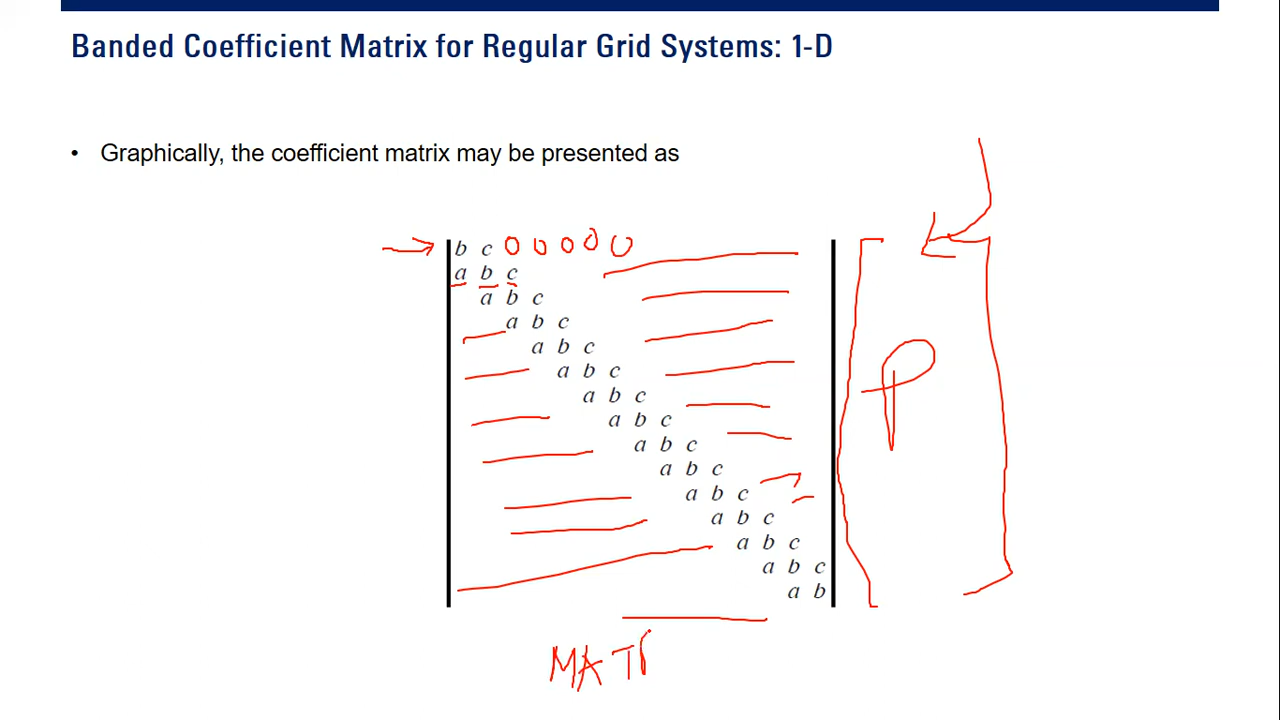 Banded Coefficient Matrix for Regular Grid Systems: 1-D
• Graphically, the coefficient matrix may be presented as
b c 0 0 0 0 0
a b c
a b c
a b c
a b c
a b c
a b c
a b c
a b c
a b c
a b c
a b c
a b c
a b c
a b
P
MAT